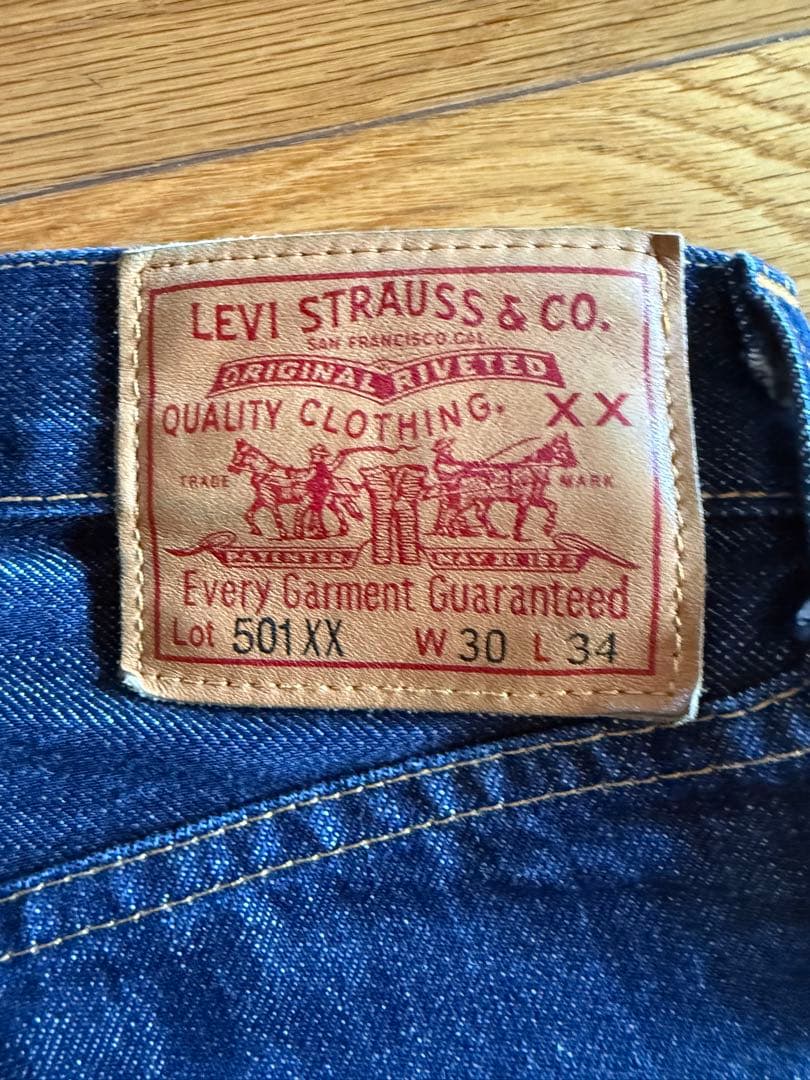 LEVI STRAUSS & CO.
SAN FRANCISCO, CAL.
ORIGINAL RIVETED
QUALITY CLOTHING. XX
TRADE MARK
PATENTED MAY 20 1873
Every Garment Guaranteed
Lot 501XX W 30 L 34